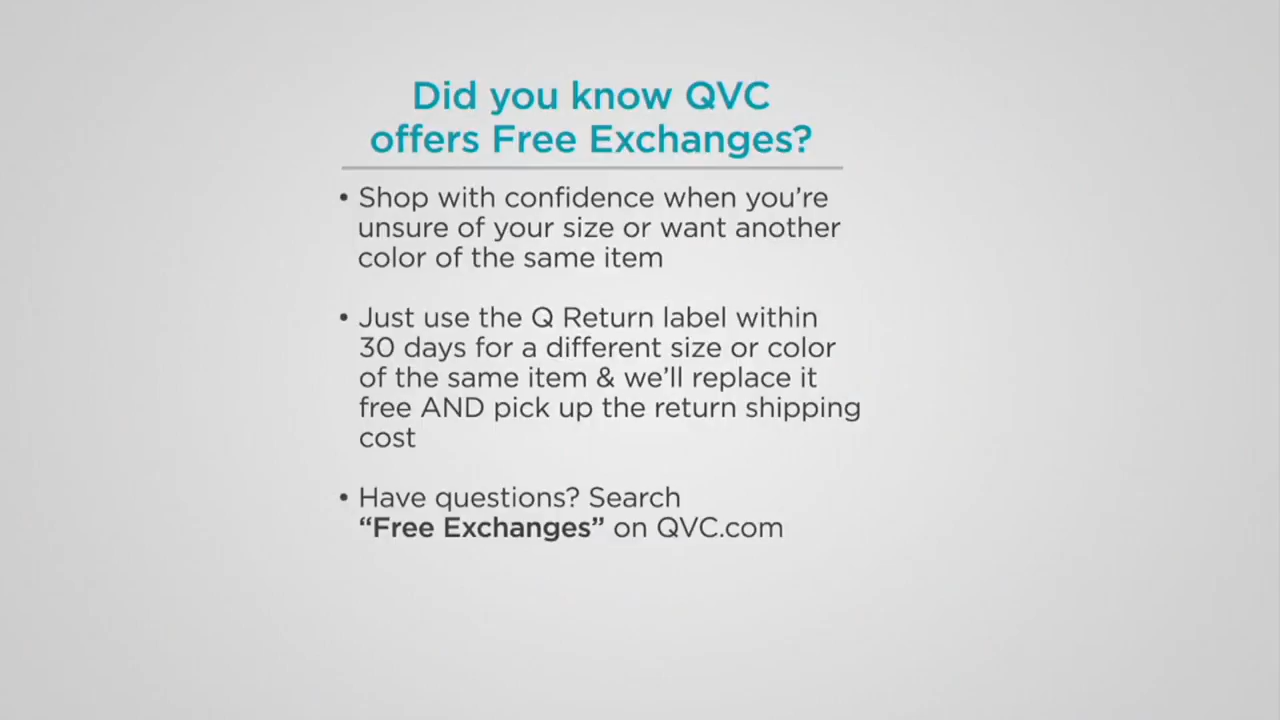 Did you know QVC
offers Free Exchanges?
• Shop with confidence when you’re
unsure of your size or want another
color of the same item
• Just use the Q Return label within
30 days for a different size or color
of the same item & we’ll replace it
free AND pick up the return shipping
cost
• Have questions? Search
“Free Exchanges” on QVC.com